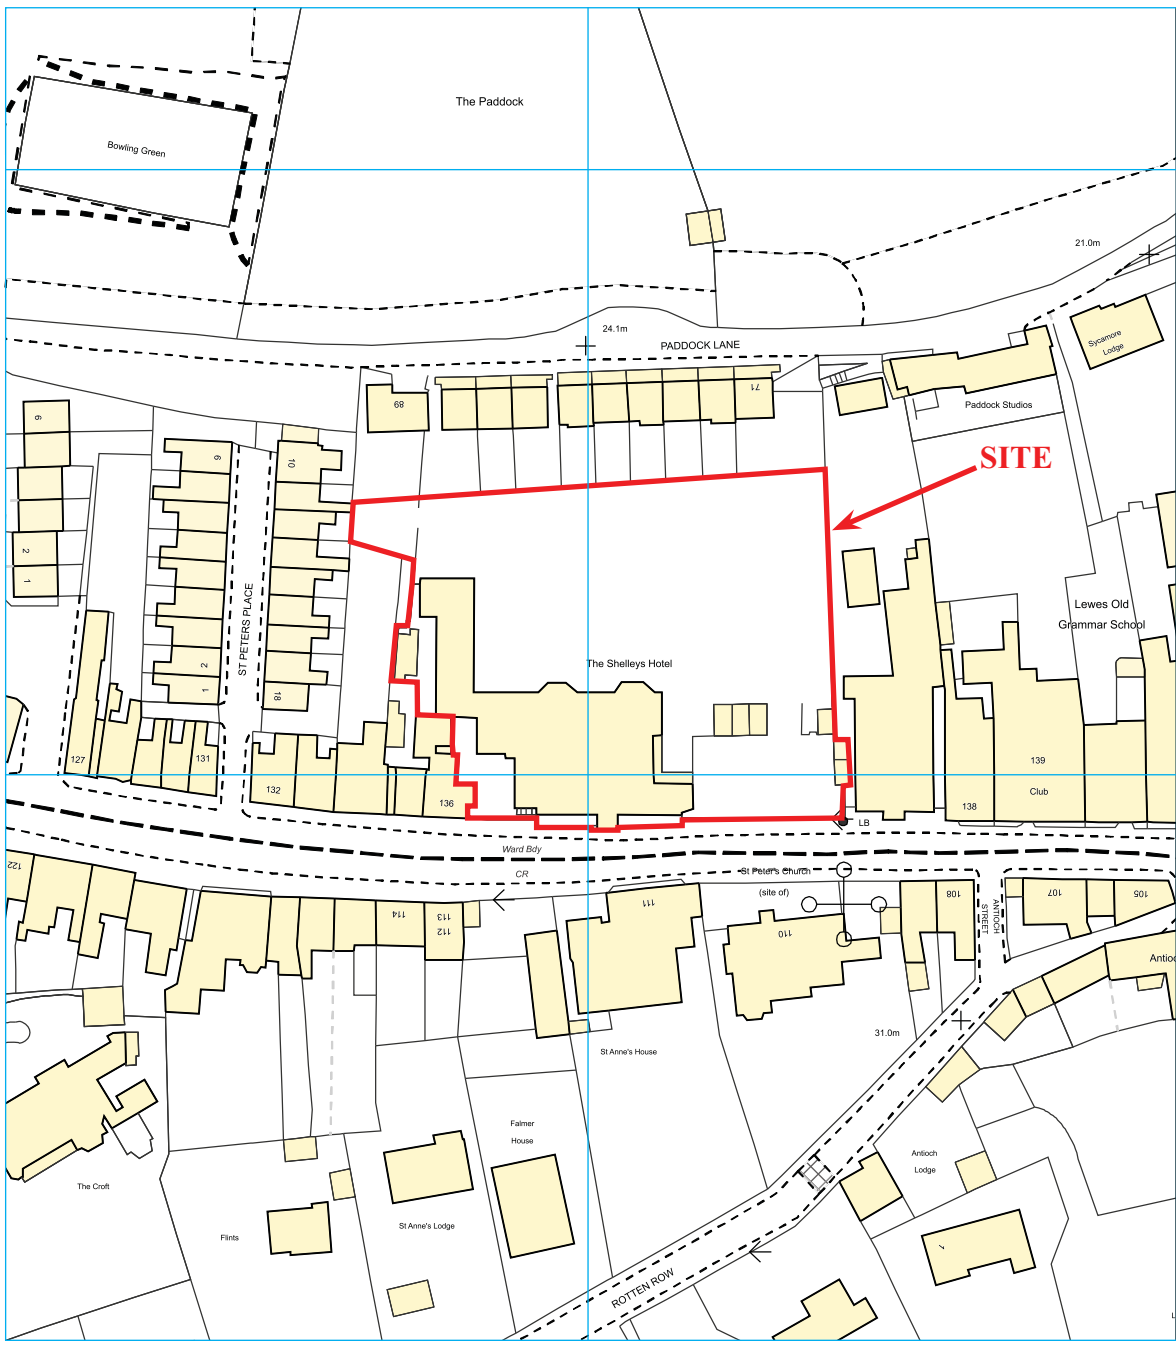 The Paddock
Bowling Green
21.0m
24.1m
PADDOCK LANE
Sycamore
Lodge
71
89
Paddock Studios
6
SITE
9
10
2
1
ST PETERS PLACE
Lewes Old
Grammar School
The Shelleys Hotel
2
1
18
127
131
132
136
139
Club
138
LB
Ward Bdy
CR
St Peter's Church
(site of)
122
114
113
112
111
110
108
ANTIOCH
STREET
107
105
Antioc
31.0m
St Anne's House
Falmer
House
Antioch
Lodge
The Croft
St Anne's Lodge
Flints
1
ROTTEN ROW
L